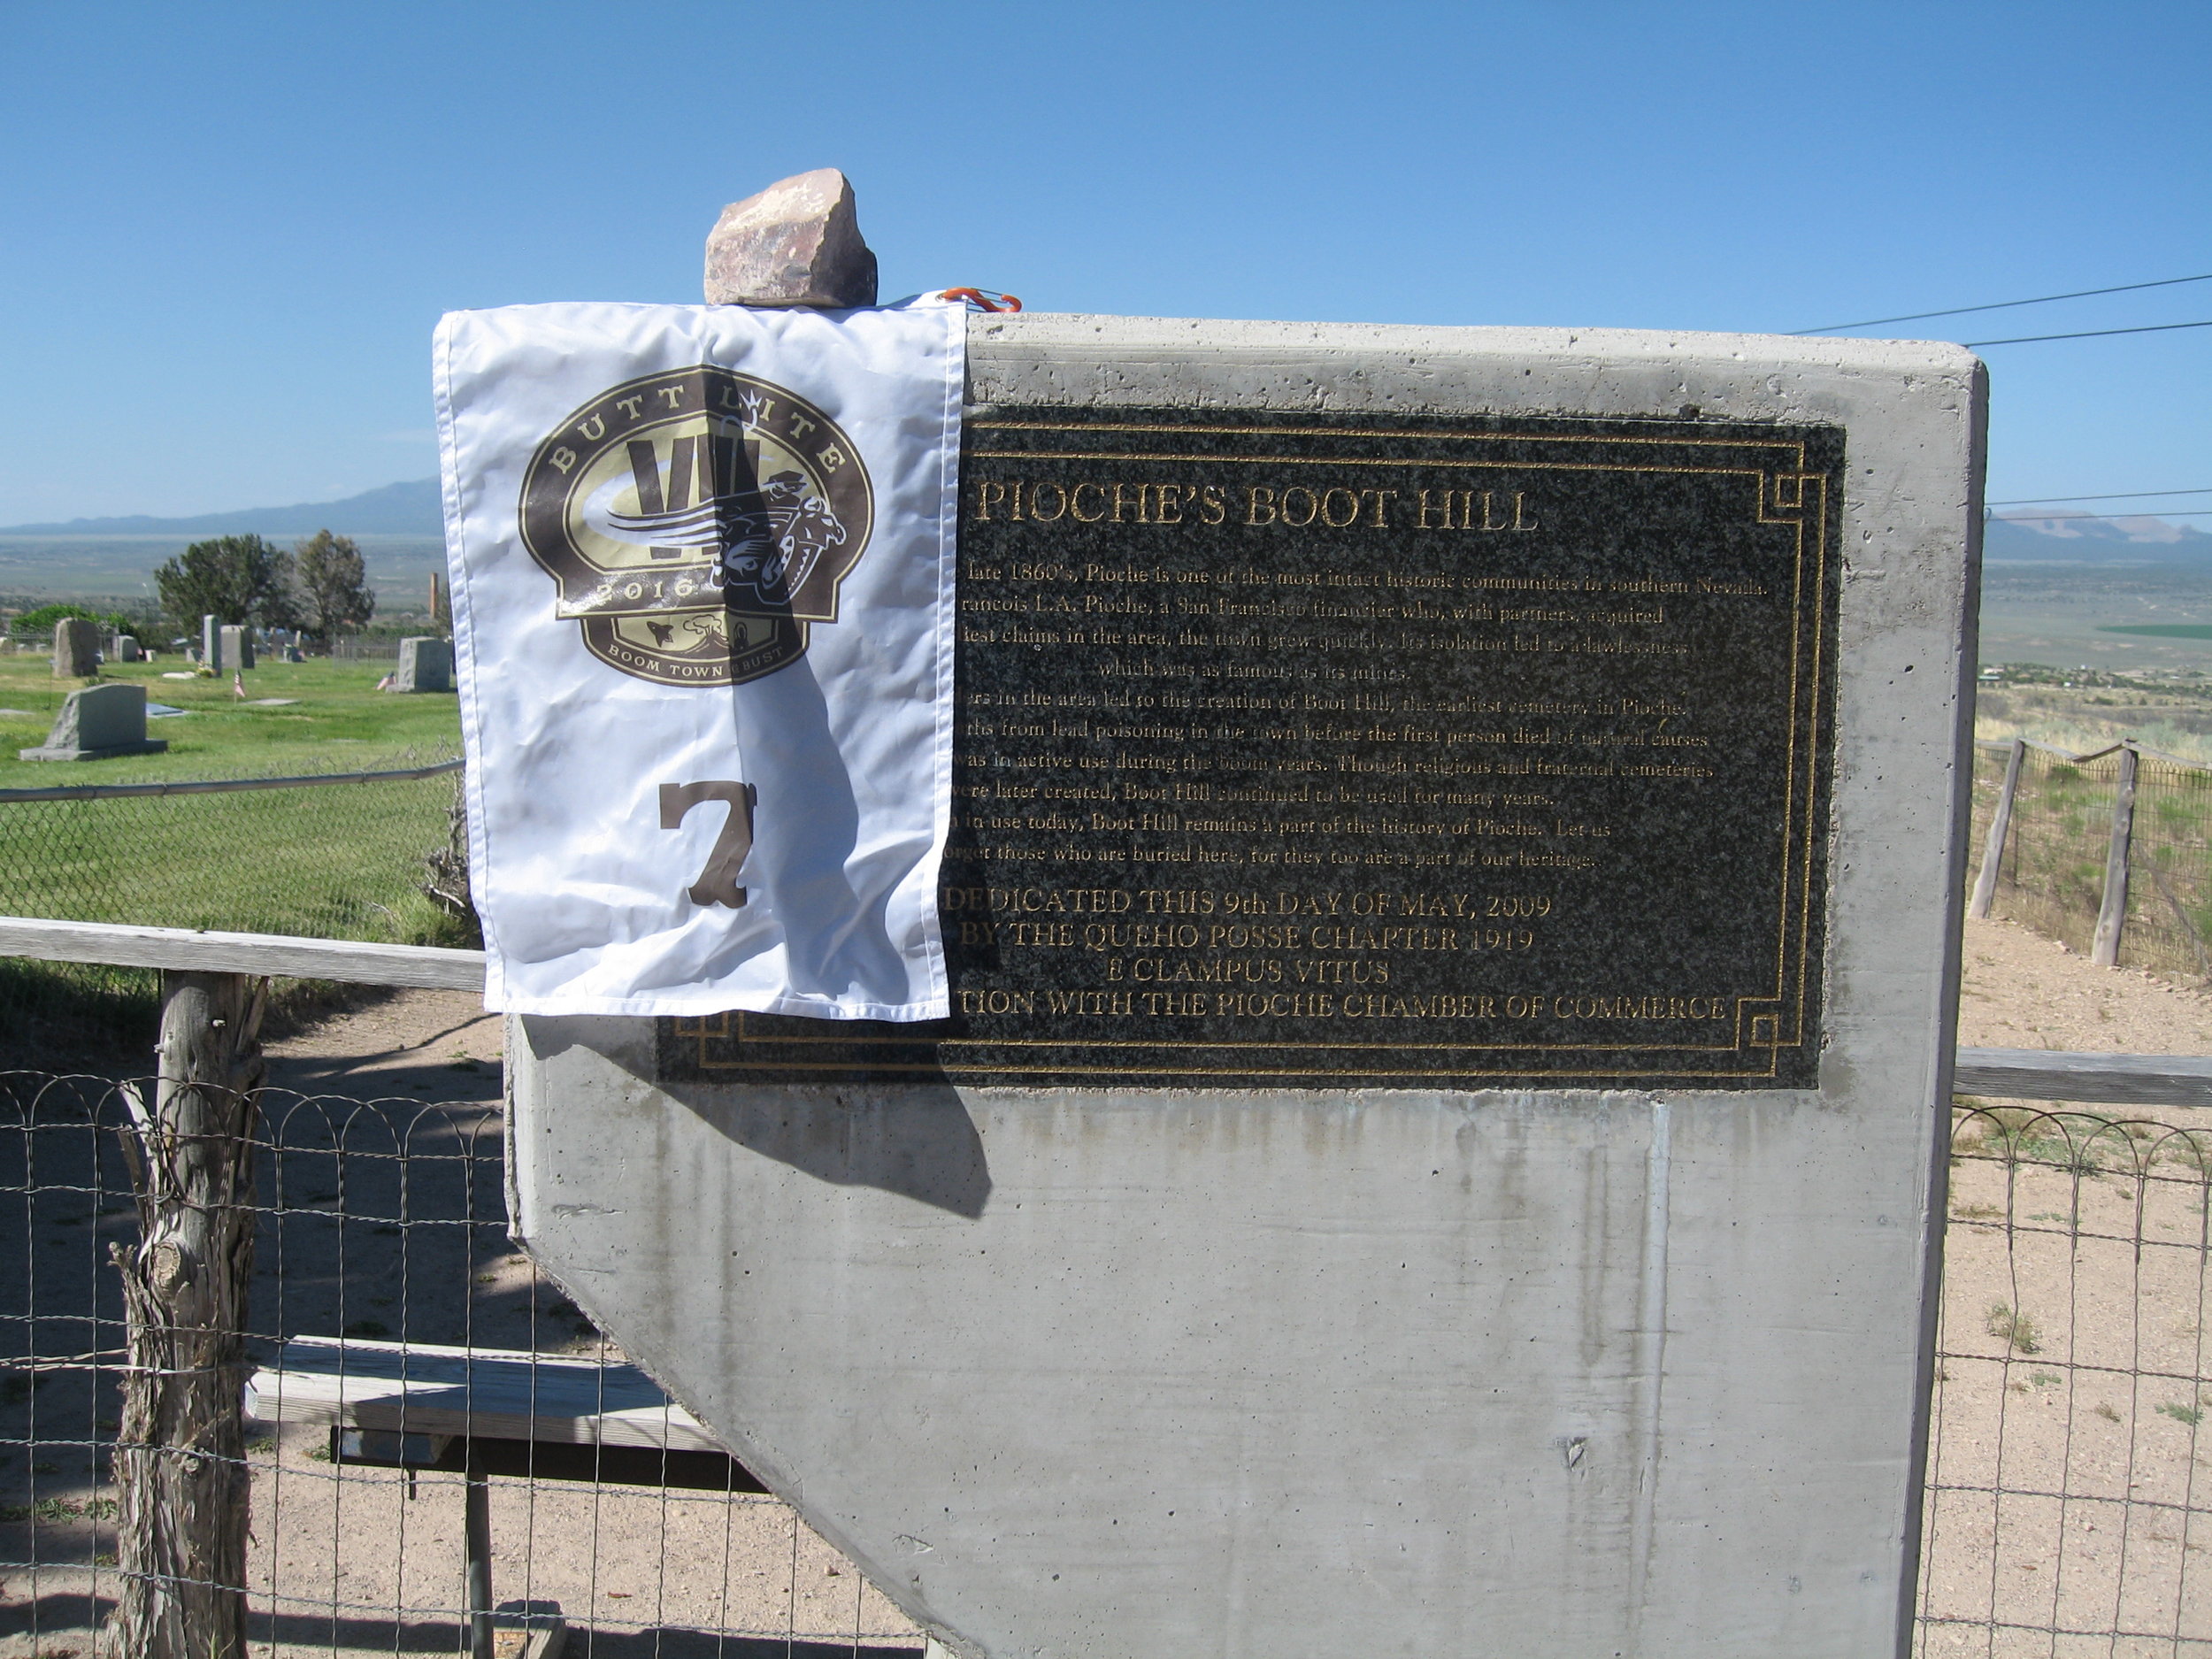 BUTT LITE
VII
2016
BOOM TOWN BUST
7
PIOCHE'S BOOT HILL
late 1860's, Pioche is one of the most intact historic communities in southern Nevada.
rancois L.A. Pioche, a San Francisco financier who, with partners, acquired
iest claims in the area, the town grew quickly. Its isolation led to a lawlessness
which was as famous as its mines.
ers in the area led to the creation of Boot Hill, the earliest cemetery in Pioche.
ths from lead poisoning in the town before the first person died of natural causes
was in active use during the boom years. Though religious and fraternal cemeteries
were later created, Boot Hill continued to be used for many years.
in use today, Boot Hill remains a part of the history of Pioche. Let us
orget those who are buried here, for they too are a part of our heritage.
DEDICATED THIS 9th DAY OF MAY, 2009
BY THE QUEHO POSSE CHAPTER 1919
E CLAMPUS VITUS
TION WITH THE PIOCHE CHAMBER OF COMMERCE